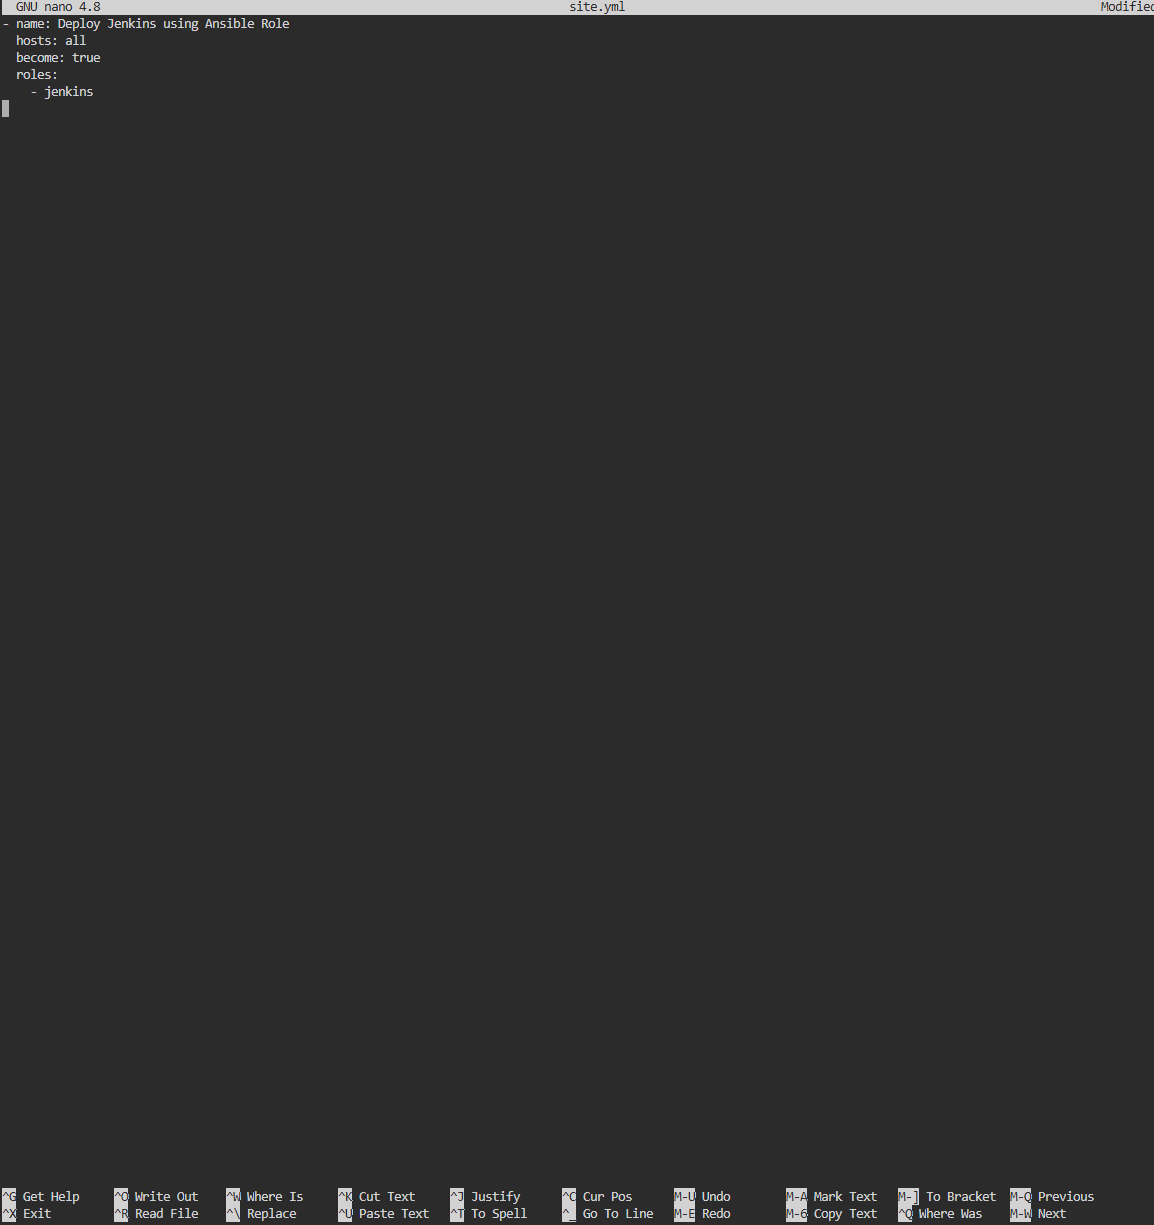 GNU nano 4.8 site.yml Modified
- name: Deploy Jenkins using Ansible Role
  hosts: all
  become: true
  roles:
    - jenkins
^G Get Help ^O Write Out ^W Where Is ^K Cut Text ^J Justify ^C Cur Pos M-U Undo M-A Mark Text M-] To Bracket M-Q Previous
^X Exit ^R Read File ^\ Replace ^U Paste Text ^T To Spell ^_ Go To Line M-E Redo M-6 Copy Text ^Q Where Was M-W Next